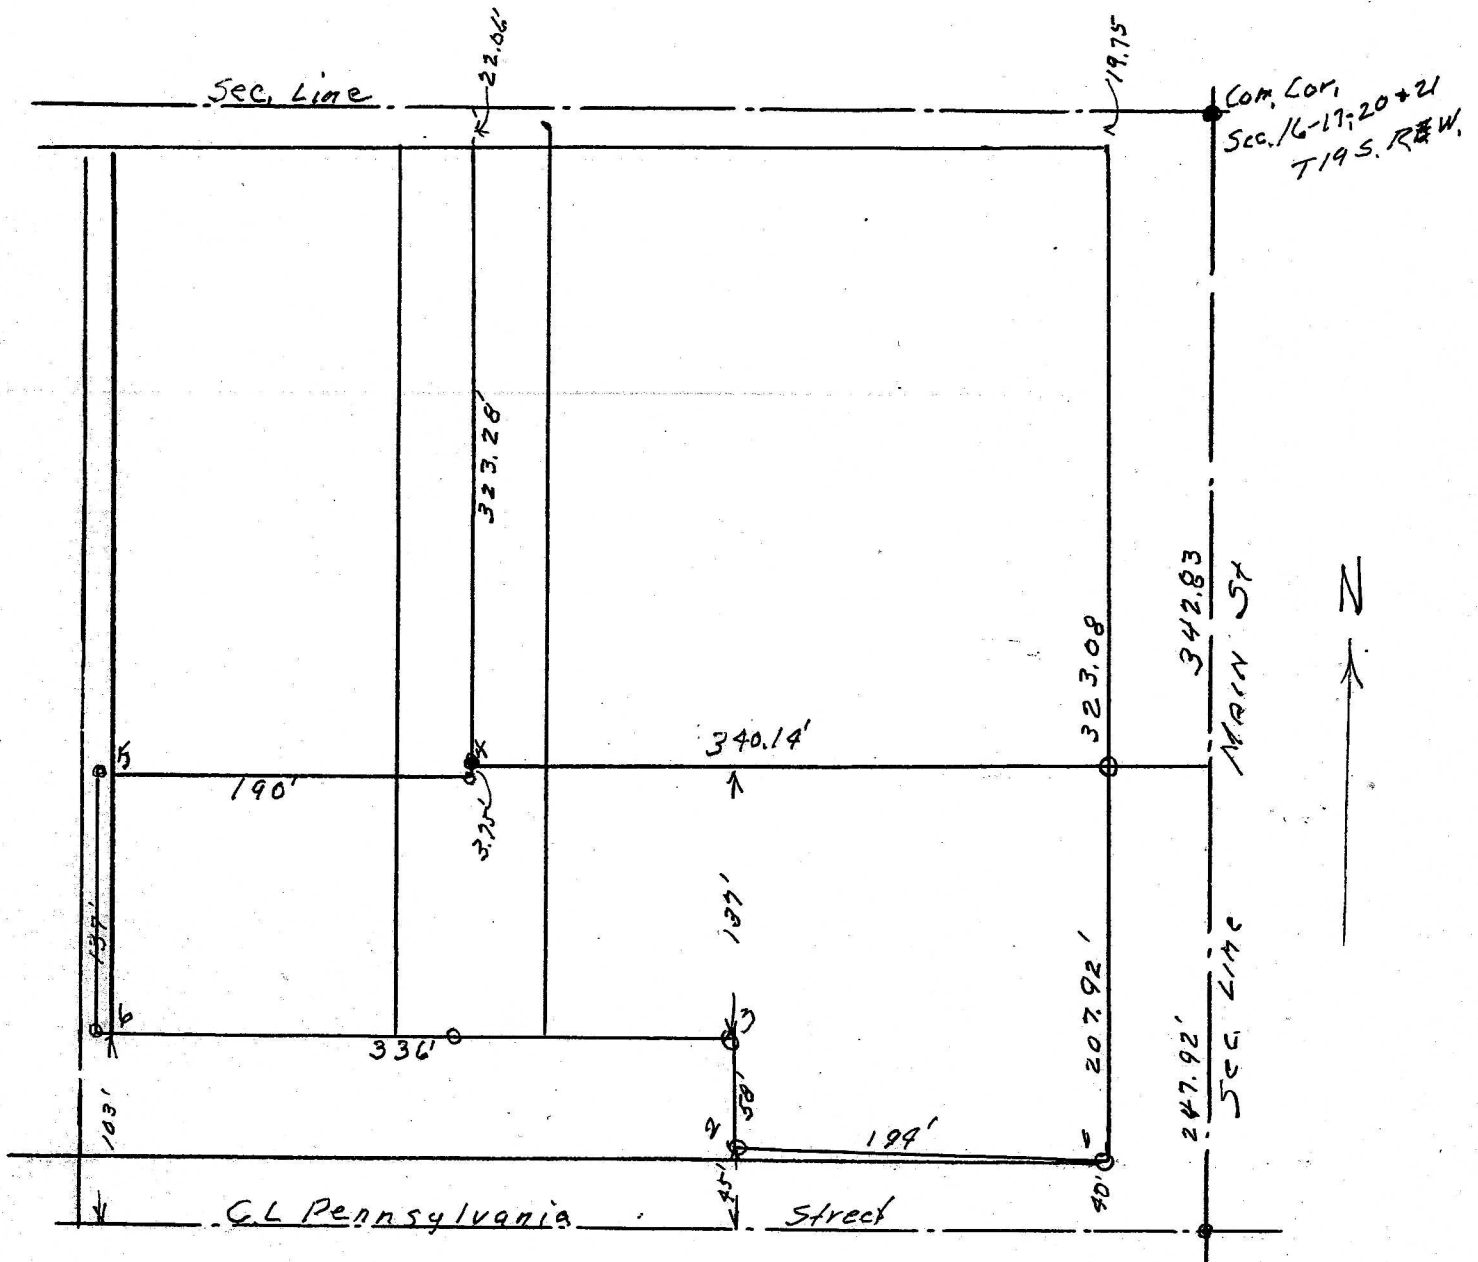 22.06'
19.75
Sec. Line
Com. Cor.
Sec. 16-17; 20 + 21
T19 S. W.
323.28'
323.08
342.83
MAIN St
N
340.14'
4
5
190'
3.75'
137'
137'
207.92'
247.92'
Sec. LINE
6
3
336'
58'
2
194'
103'
45'
40'
C.L Pennsylvania Street